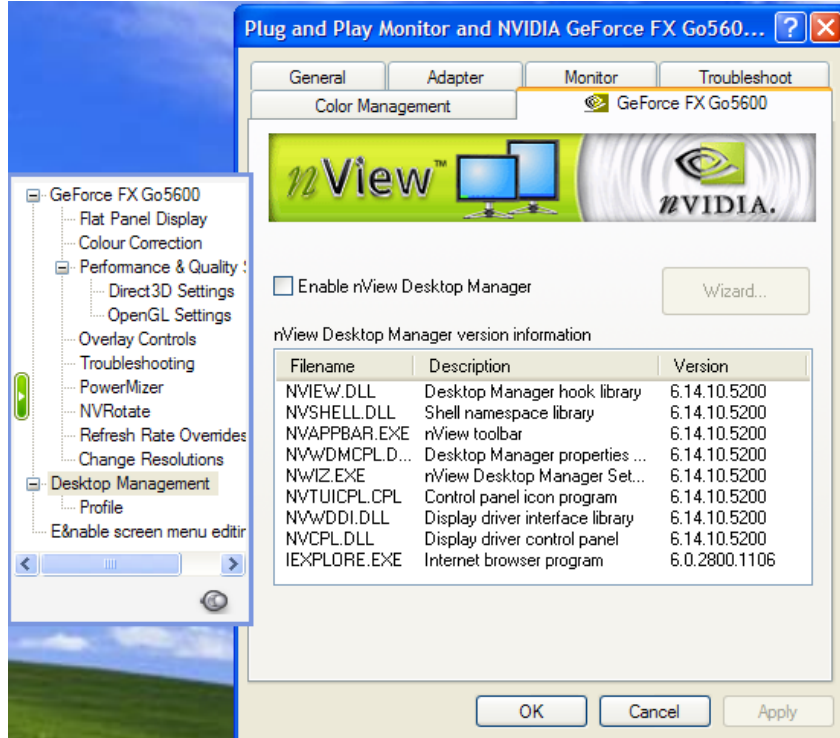 Plug and Play Monitor and NVIDIA GeForce FX Go560...
General Adapter Monitor Troubleshoot
Color Management GeForce FX Go5600
nView™ nVIDIA.
GeForce FX Go5600
Flat Panel Display
Colour Correction
Performance & Quality
Direct3D Settings
OpenGL Settings
Overlay Controls
Troubleshooting
PowerMizer
NVRotate
Refresh Rate Overrides
Change Resolutions
Desktop Management
Profile
E&nable screen menu editin
Enable nView Desktop Manager Wizard...
nView Desktop Manager version information
Filename Description Version
NVIEW.DLL Desktop Manager hook library 6.14.10.5200
NVSHELL.DLL Shell namespace library 6.14.10.5200
NVAPPBAR.EXE nView toolbar 6.14.10.5200
NVWDMCPL.D... Desktop Manager properties ... 6.14.10.5200
NWIZ.EXE nView Desktop Manager Set... 6.14.10.5200
NVTUICPL.CPL Control panel icon program 6.14.10.5200
NVWDDI.DLL Display driver interface library 6.14.10.5200
NVCPL.DLL Display driver control panel 6.14.10.5200
IEXPLORE.EXE Internet browser program 6.0.2800.1106
OK Cancel Apply